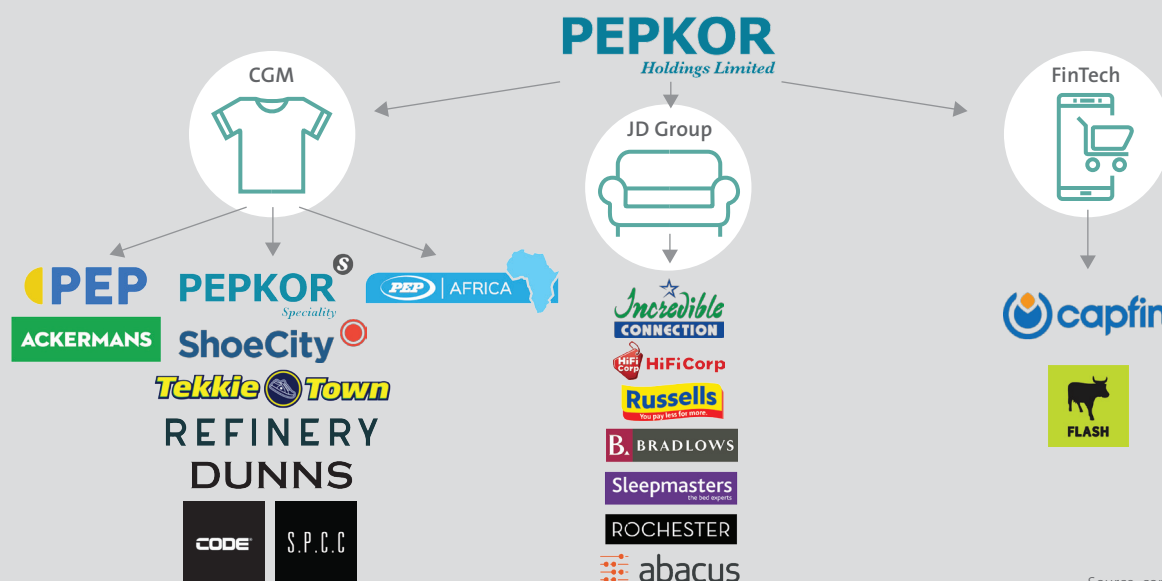 PEPKOR
Holdings Limited
CGM
JD Group
FinTech
PEP
ACKERMANS
PEPKOR S
Speciality
ShoeCity
Tekkie Town
REFINERY
DUNNS
CODE
S.P.C.C
PEP AFRICA
Incredible
CONNECTION
HiFi Corp HiFiCorp
Russells
You pay less for more.
B. BRADLOWS
Sleepmasters
the bed experts
ROCHESTER
abacus
capfin
FLASH